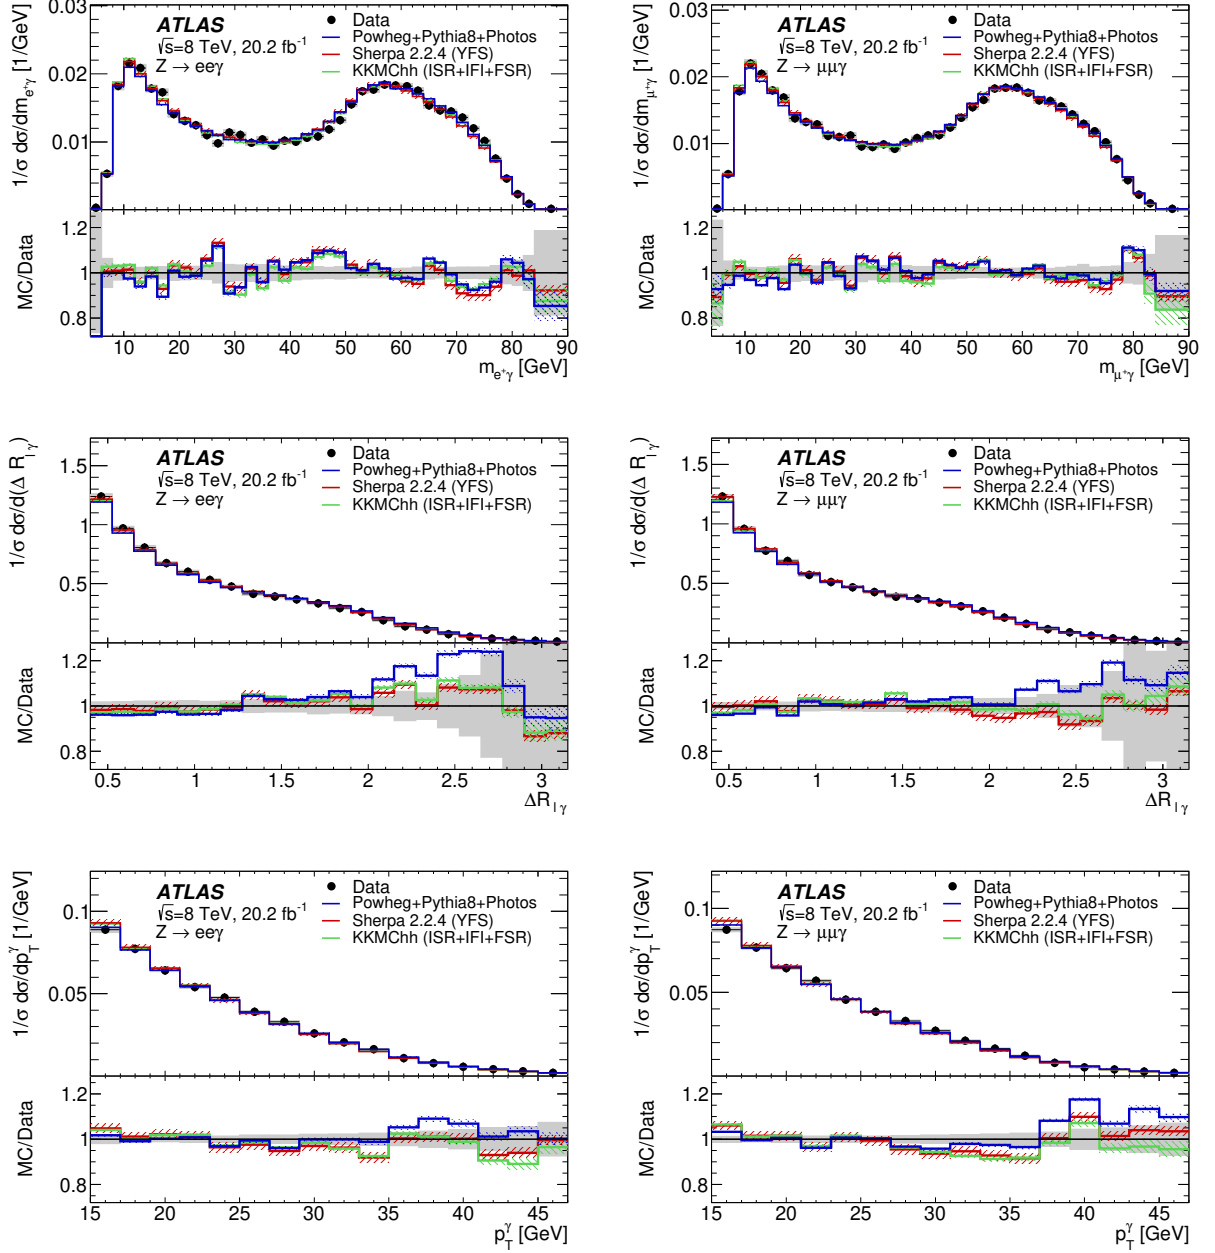 1/σ dσ/dm_{e⁺γ} [1/GeV]
0.03
0.02
0.01
ATLAS
√s=8 TeV, 20.2 fb⁻¹
Z → eeγ
Data
Powheg+Pythia8+Photos
Sherpa 2.2.4 (YFS)
KKMChh (ISR+IFI+FSR)
MC/Data
1.2
1
0.8
10 20 30 40 50 60 70 80 90
m_{e⁺γ} [GeV]
1/σ dσ/dm_{μ⁺γ} [1/GeV]
0.03
0.02
0.01
ATLAS
√s=8 TeV, 20.2 fb⁻¹
Z → μμγ
Data
Powheg+Pythia8+Photos
Sherpa 2.2.4 (YFS)
KKMChh (ISR+IFI+FSR)
MC/Data
1.2
1
0.8
10 20 30 40 50 60 70 80 90
m_{μ⁺γ} [GeV]
1/σ dσ/d(Δ R_{lγ})
1.5
1
0.5
ATLAS
√s=8 TeV, 20.2 fb⁻¹
Z → eeγ
Data
Powheg+Pythia8+Photos
Sherpa 2.2.4 (YFS)
KKMChh (ISR+IFI+FSR)
MC/Data
1.2
1
0.8
0.5 1 1.5 2 2.5 3
ΔR_{lγ}
1/σ dσ/d(Δ R_{lγ})
1.5
1
0.5
ATLAS
√s=8 TeV, 20.2 fb⁻¹
Z → μμγ
Data
Powheg+Pythia8+Photos
Sherpa 2.2.4 (YFS)
KKMChh (ISR+IFI+FSR)
MC/Data
1.2
1
0.8
0.5 1 1.5 2 2.5 3
ΔR_{lγ}
1/σ dσ/dp_T^γ [1/GeV]
0.1
0.05
ATLAS
√s=8 TeV, 20.2 fb⁻¹
Z → eeγ
Data
Powheg+Pythia8+Photos
Sherpa 2.2.4 (YFS)
KKMChh (ISR+IFI+FSR)
MC/Data
1.2
1
0.8
15 20 25 30 35 40 45
p_T^γ [GeV]
1/σ dσ/dp_T^γ [1/GeV]
0.1
0.05
ATLAS
√s=8 TeV, 20.2 fb⁻¹
Z → μμγ
Data
Powheg+Pythia8+Photos
Sherpa 2.2.4 (YFS)
KKMChh (ISR+IFI+FSR)
MC/Data
1.2
1
0.8
15 20 25 30 35 40 45
p_T^γ [GeV]